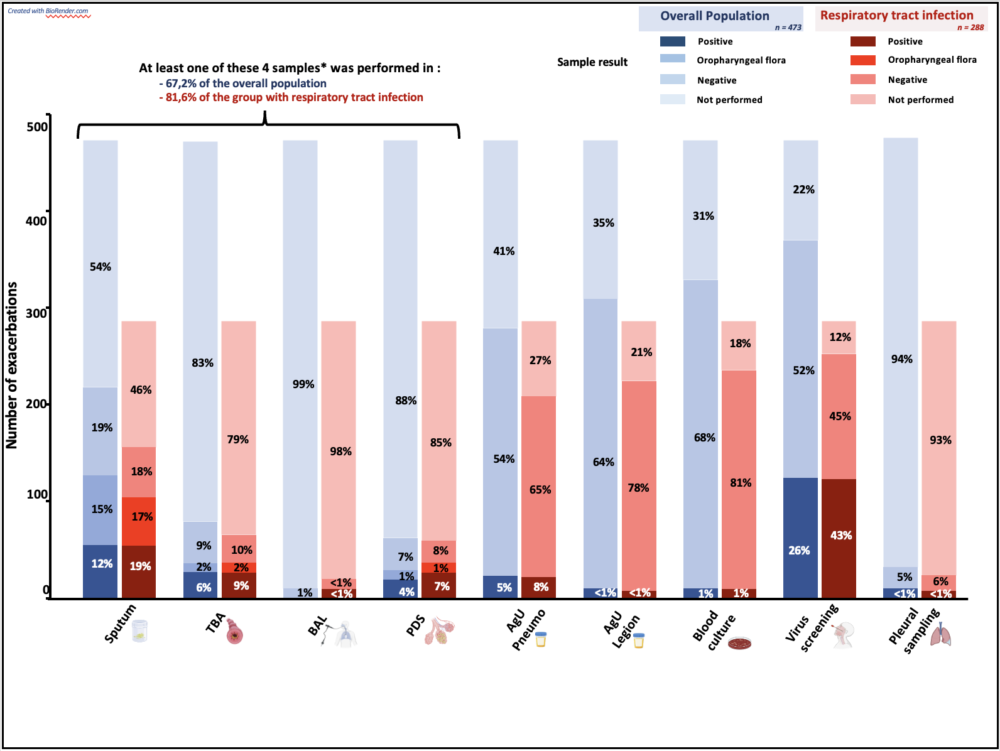 Created with BioRender.com
Overall Population
n = 473
Respiratory tract infection
n = 288
Sample result
Positive
Oropharyngeal flora
Negative
Not performed
Positive
Oropharyngeal flora
Negative
Not performed
At least one of these 4 samples* was performed in :
- 67,2% of the overall population
- 81,6% of the group with respiratory tract infection
Number of exacerbations
500
400
300
200
100
0
54%
19%
15%
12%
46%
18%
17%
19%
83%
9%
2%
6%
79%
10%
2%
9%
99%
1%
98%
<1%
<1%
88%
7%
1%
4%
85%
8%
1%
7%
41%
54%
5%
27%
65%
8%
35%
64%
<1%
21%
78%
<1%
31%
68%
1%
18%
81%
1%
22%
52%
26%
12%
45%
43%
94%
5%
<1%
93%
6%
<1%
Sputum
TBA
BAL
PDS
AgU
Pneumo
AgU
Legion
Blood
culture
Virus
screening
Pleural
sampling